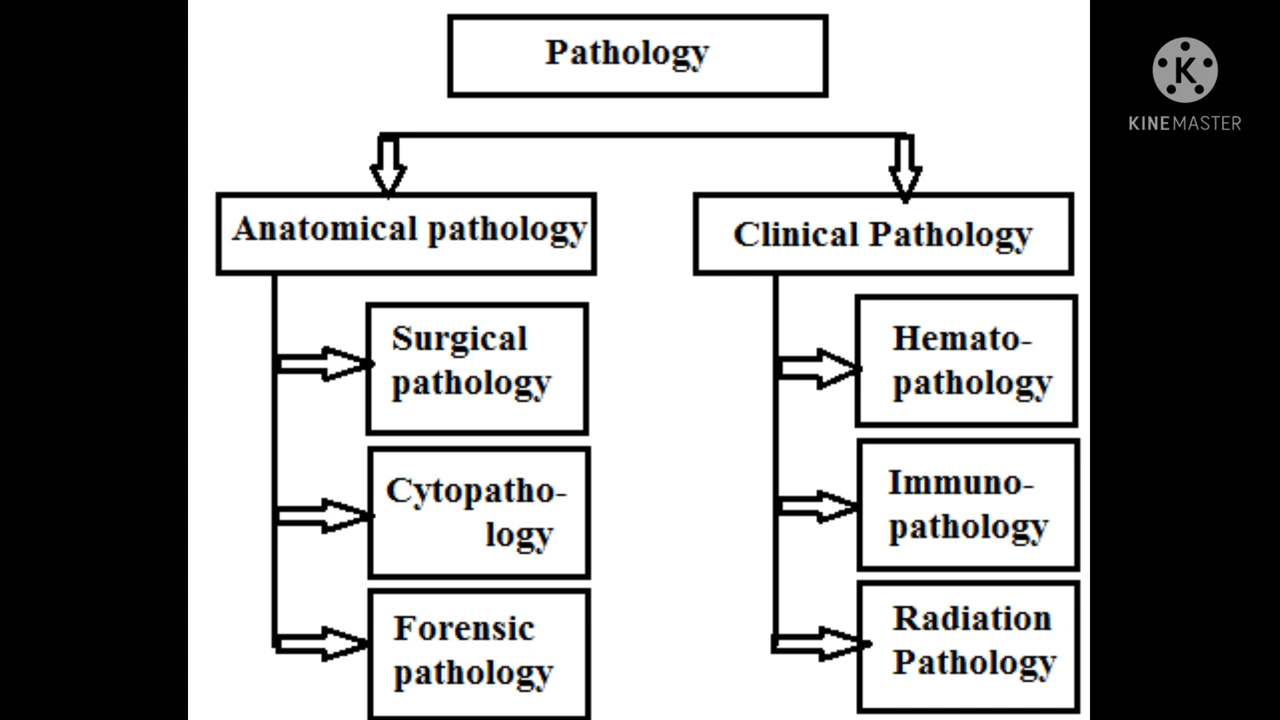 Pathology
KINEMASTER
Anatomical pathology
Clinical Pathology
Surgical
pathology
Hemato-
pathology
Cytopatho-
logy
Immuno-
pathology
Forensic
pathology
Radiation
Pathology